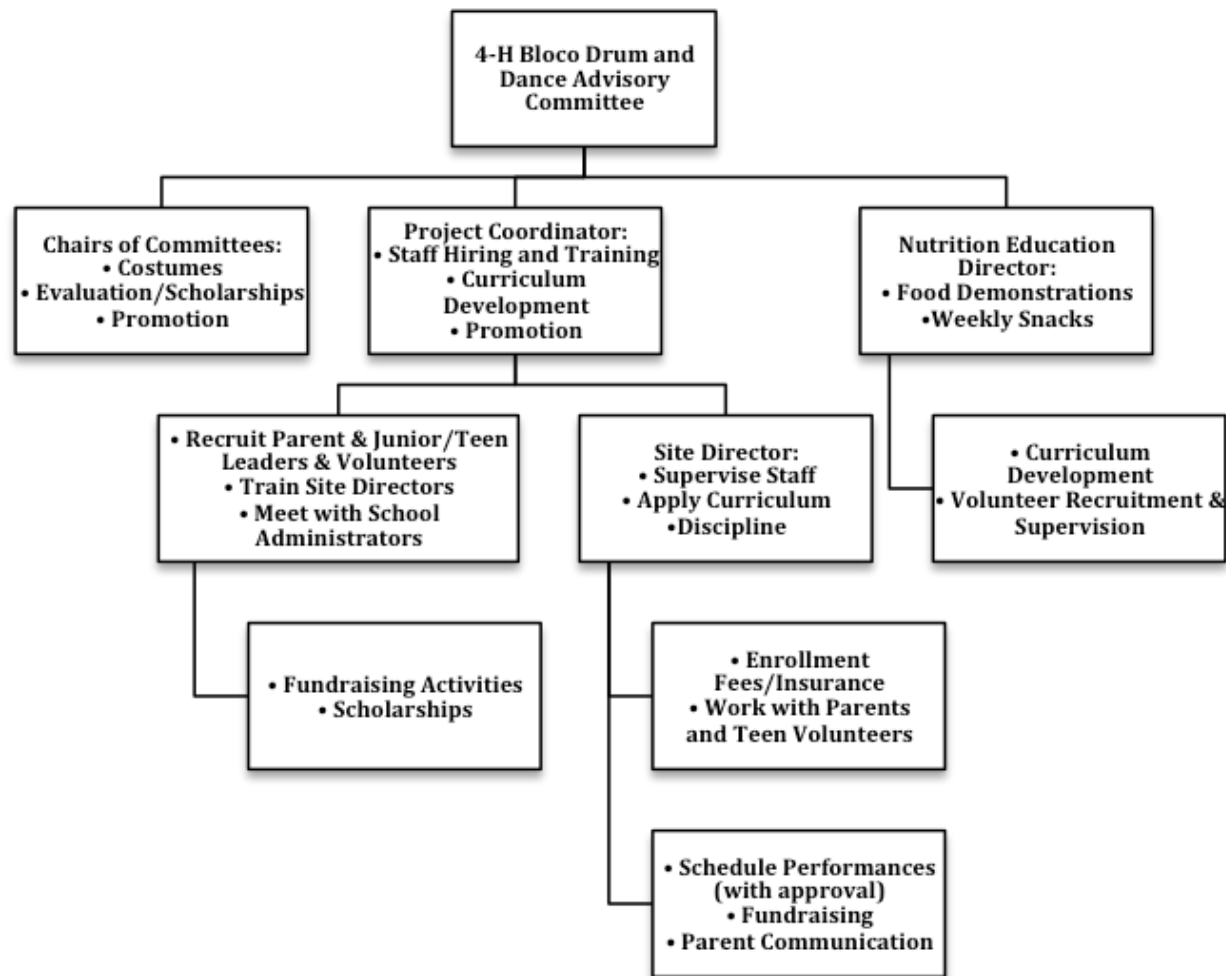 4-H Bloco Drum and
Dance Advisory
Committee
Chairs of Committees:
• Costumes
• Evaluation/Scholarships
• Promotion
Project Coordinator:
• Staff Hiring and Training
• Curriculum
Development
• Promotion
Nutrition Education
Director:
• Food Demonstrations
•Weekly Snacks
• Recruit Parent & Junior/Teen
Leaders & Volunteers
• Train Site Directors
• Meet with School
Administrators
Site Director:
• Supervise Staff
• Apply Curriculum
•Discipline
• Curriculum
Development
• Volunteer Recruitment &
Supervision
• Fundraising Activities
• Scholarships
• Enrollment
Fees/Insurance
• Work with Parents
and Teen Volunteers
• Schedule Performances
(with approval)
• Fundraising
• Parent Communication